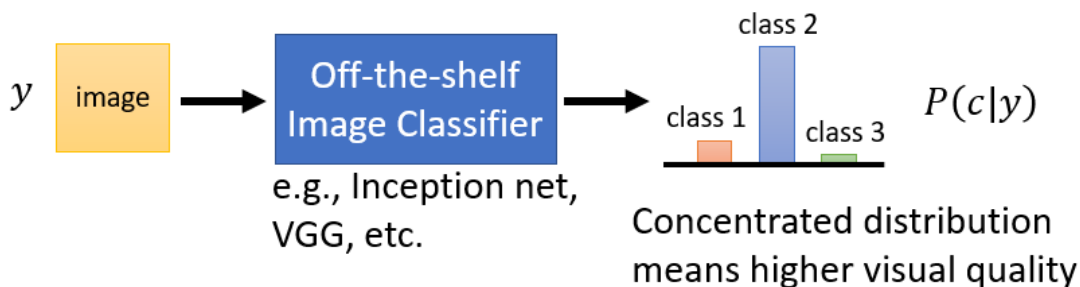 y
image
Off-the-shelf
Image Classifier
e.g., Inception net,
VGG, etc.
class 1
class 2
class 3
P(c|y)
Concentrated distribution
means higher visual quality